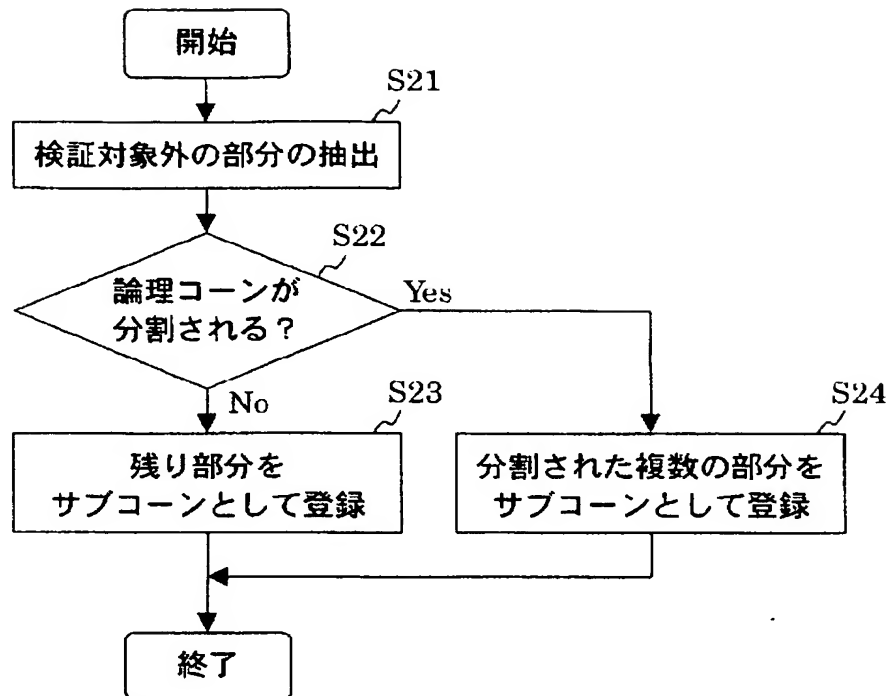 開始
S21
検証対象外の部分の抽出
S22
論理コーンが
分割される？
Yes
No
S23
残り部分を
サブコーンとして登録
S24
分割された複数の部分を
サブコーンとして登録
終了